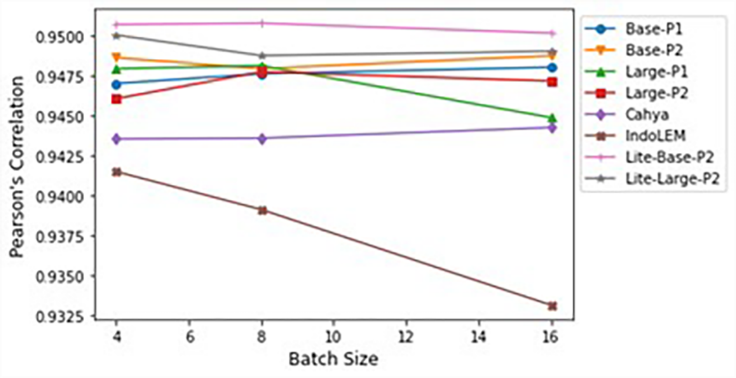 0.9500
0.9475
0.9450
0.9425
0.9400
0.9375
0.9350
0.9325
Pearson's Correlation
4 6 8 10 12 14 16
Batch Size
Base-P1
Base-P2
Large-P1
Large-P2
Cahya
IndoLEM
Lite-Base-P2
Lite-Large-P2